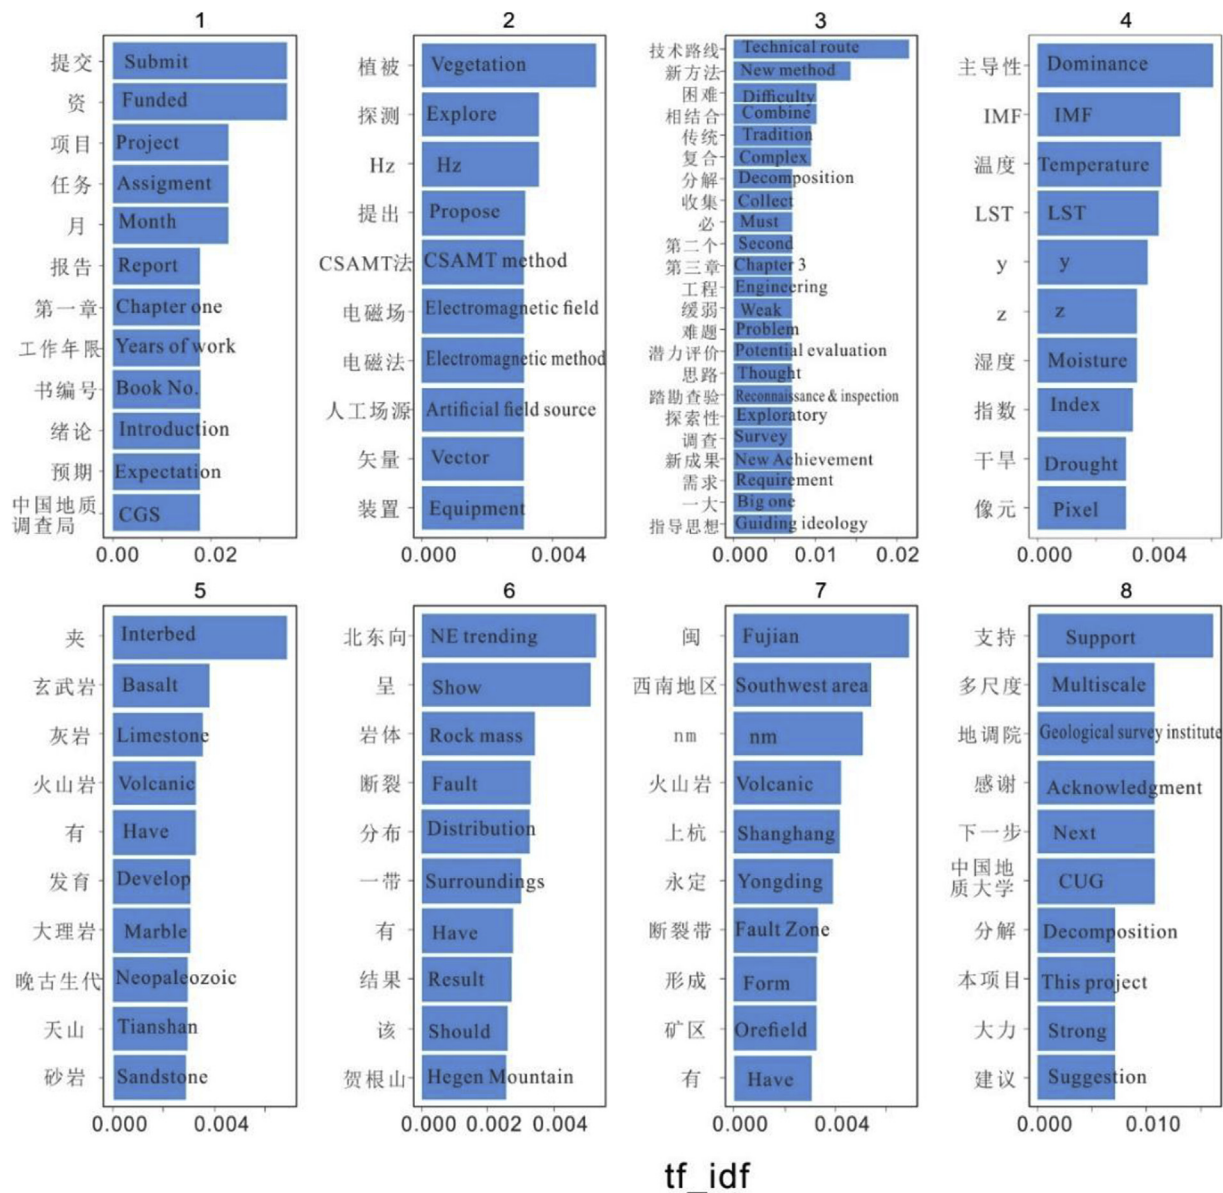 1
提交 Submit
资 Funded
项目 Project
任务 Assigment
月 Month
报告 Report
第一章 Chapter one
工作年限 Years of work
书编号 Book No.
绪论 Introduction
预期 Expectation
中国地质
调查局 CGS
0.00 0.02
2
植被 Vegetation
探测 Explore
Hz Hz
提出 Propose
CSAMT法 CSAMT method
电磁场 Electromagnetic field
电磁法 Electromagnetic method
人工场源 Artificial field source
矢量 Vector
装置 Equipment
0.000 0.004
3
技术路线 Technical route
新方法 New method
困难 Difficulty
相结合 Combine
传统 Tradition
复合 Complex
分解 Decomposition
收集 Collect
必 Must
第二个 Second
第三章 Chapter 3
工程 Engineering
缓弱 Weak
难题 Problem
潜力评价 Potential evaluation
思路 Thought
踏勘查验 Reconnaissance & inspection
探索性 Exploratory
调查 Survey
新成果 New Achievement
需求 Requirement
一大 Big one
指导思想 Guiding ideology
0.000 0.01 0.02
4
主导性 Dominance
IMF IMF
温度 Temperature
LST LST
y y
z z
湿度 Moisture
指数 Index
干旱 Drought
像元 Pixel
0.000 0.004
5
夹 Interbed
玄武岩 Basalt
灰岩 Limestone
火山岩 Volcanic
有 Have
发育 Develop
大理岩 Marble
晚古生代 Neopaleozoic
天山 Tianshan
砂岩 Sandstone
0.000 0.004
6
北东向 NE trending
呈 Show
岩体 Rock mass
断裂 Fault
分布 Distribution
一带 Surroundings
有 Have
结果 Result
该 Should
贺根山 Hegen Mountain
0.000 0.002 0.004
7
闽 Fujian
西南地区 Southwest area
nm nm
火山岩 Volcanic
上杭 Shanghang
永定 Yongding
断裂带 Fault Zone
形成 Form
矿区 Orefield
有 Have
0.000 0.004
8
支持 Support
多尺度 Multiscale
地调院 Geological survey institute
感谢 Acknowledgment
下一步 Next
中国地
质大学 CUG
分解 Decomposition
本项目 This project
大力 Strong
建议 Suggestion
0.000 0.010
tf_idf